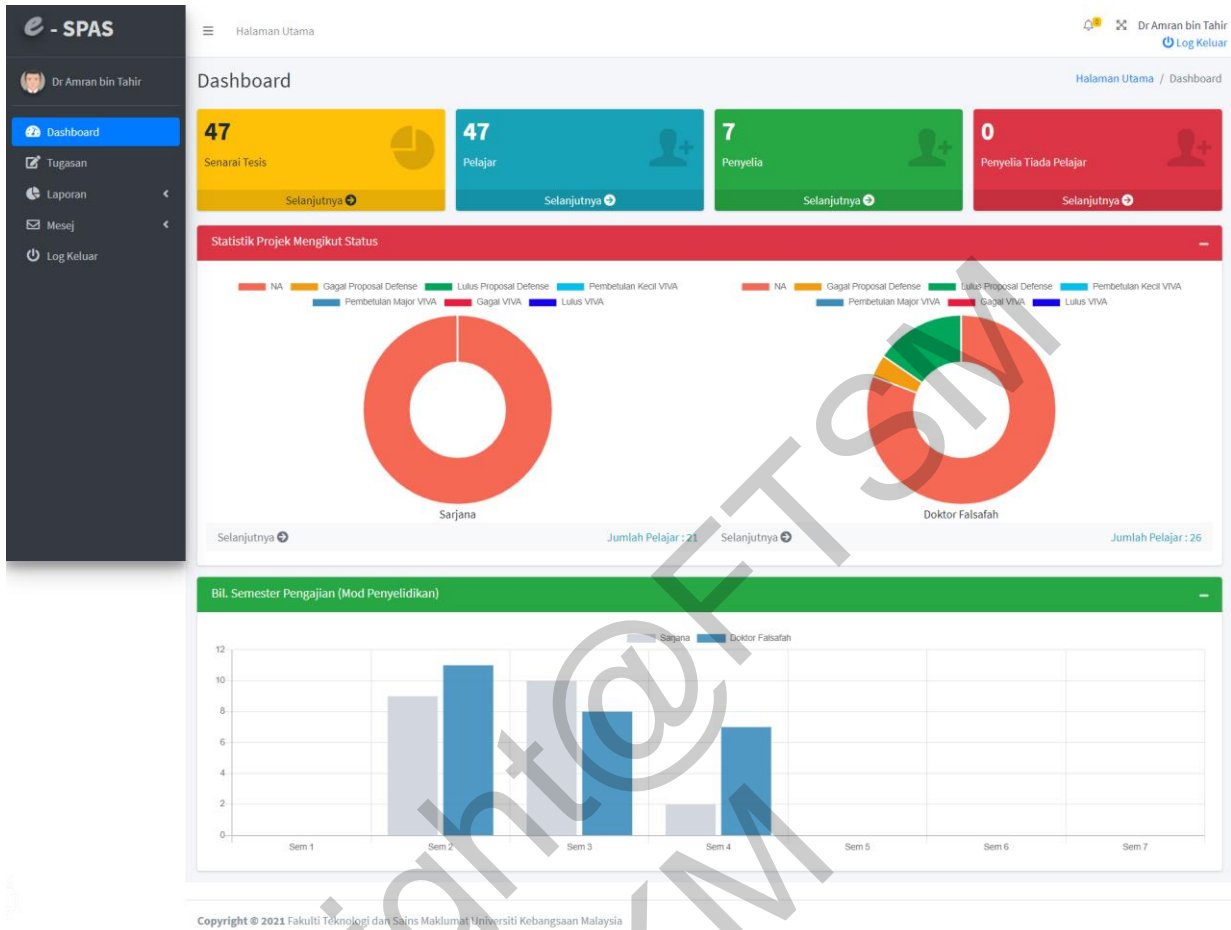 e - SPAS
Halaman Utama
0
Dr Amran bin Tahir
Log Keluar
Dr Amran bin Tahir
Dashboard
Tugasan
Laporan
Mesej
Log Keluar
Dashboard
Halaman Utama / Dashboard
47
Senarai Tesis
Selanjutnya
47
Pelajar
Selanjutnya
7
Penyelia
Selanjutnya
0
Penyelia Tiada Pelajar
Selanjutnya
Statistik Projek Mengikut Status
NA Gagal Proposal Defense Lulus Proposal Defense Pembetulan Kecil VIVA
Pembetulan Major VIVA Gagal VIVA Lulus VIVA
Sarjana
Selanjutnya Jumlah Pelajar : 21
NA Gagal Proposal Defense Lulus Proposal Defense Pembetulan Kecil VIVA
Pembetulan Major VIVA Gagal VIVA Lulus VIVA
Doktor Falsafah
Selanjutnya Jumlah Pelajar : 26
Bil. Semester Pengajian (Mod Penyelidikan)
Sarjana Doktor Falsafah
12
10
8
6
4
2
0
Sem 1 Sem 2 Sem 3 Sem 4 Sem 5 Sem 6 Sem 7
Copyright © 2021 Fakulti Teknologi dan Sains Maklumat Universiti Kebangsaan Malaysia
ight@FTSM